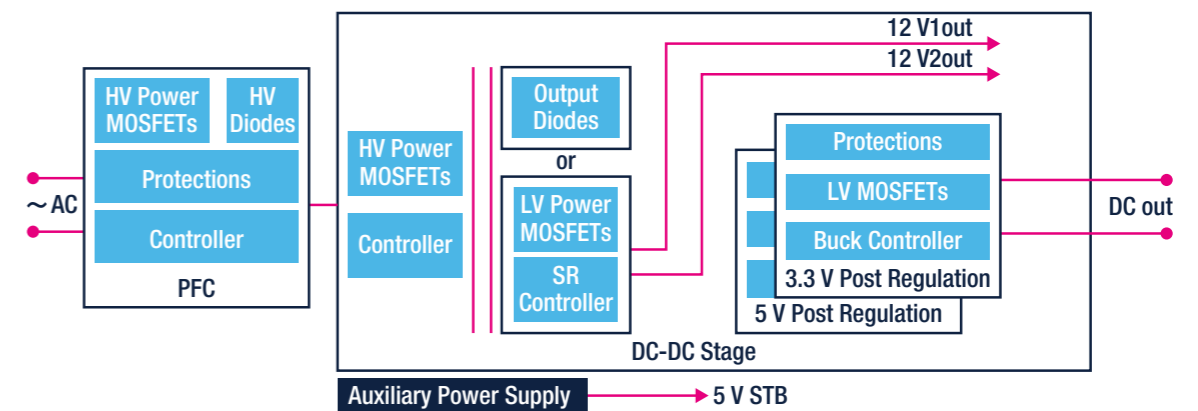 12 V1out
12 V2out
HV Power
MOSFETs
HV
Diodes
Protections
Controller
PFC
~ AC
HV Power
MOSFETs
Controller
Output
Diodes
or
LV Power
MOSFETs
SR
Controller
Protections
LV MOSFETs
Buck Controller
3.3 V Post Regulation
5 V Post Regulation
DC out
DC-DC Stage
Auxiliary Power Supply
5 V STB